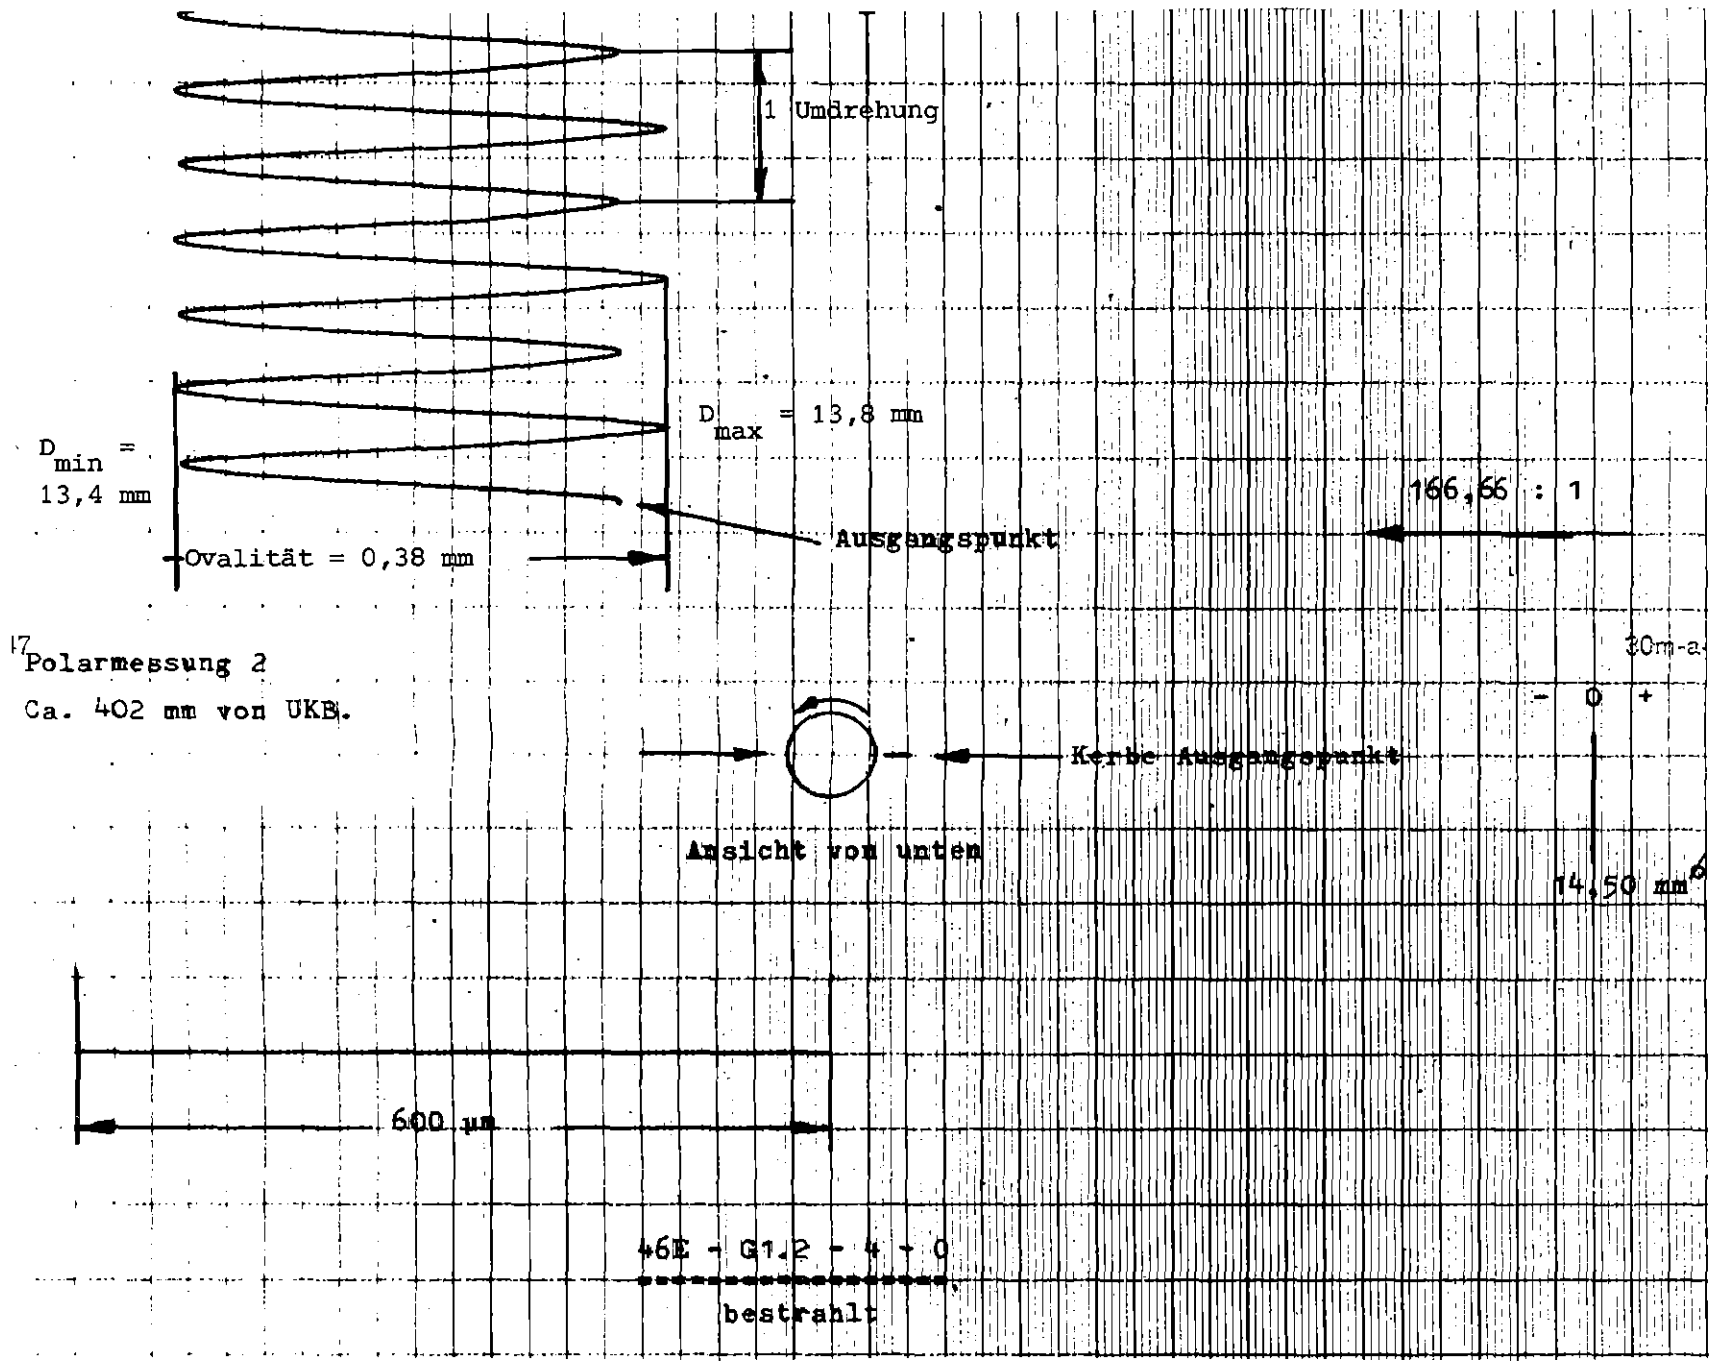 1 Umdrehung
D max = 13,8 mm
D min =
13,4 mm
166,66 : 1
Ausgangspunkt
Ovalität = 0,38 mm
17
Polarmessung 2
30m-a
Ca. 402 mm von UKB.
- 0 +
Kerbe Ausgangspunkt
Ansicht von unten
14,50 mm ø
600 µm
46E - G1.2 - 4 - 0
bestrahlt